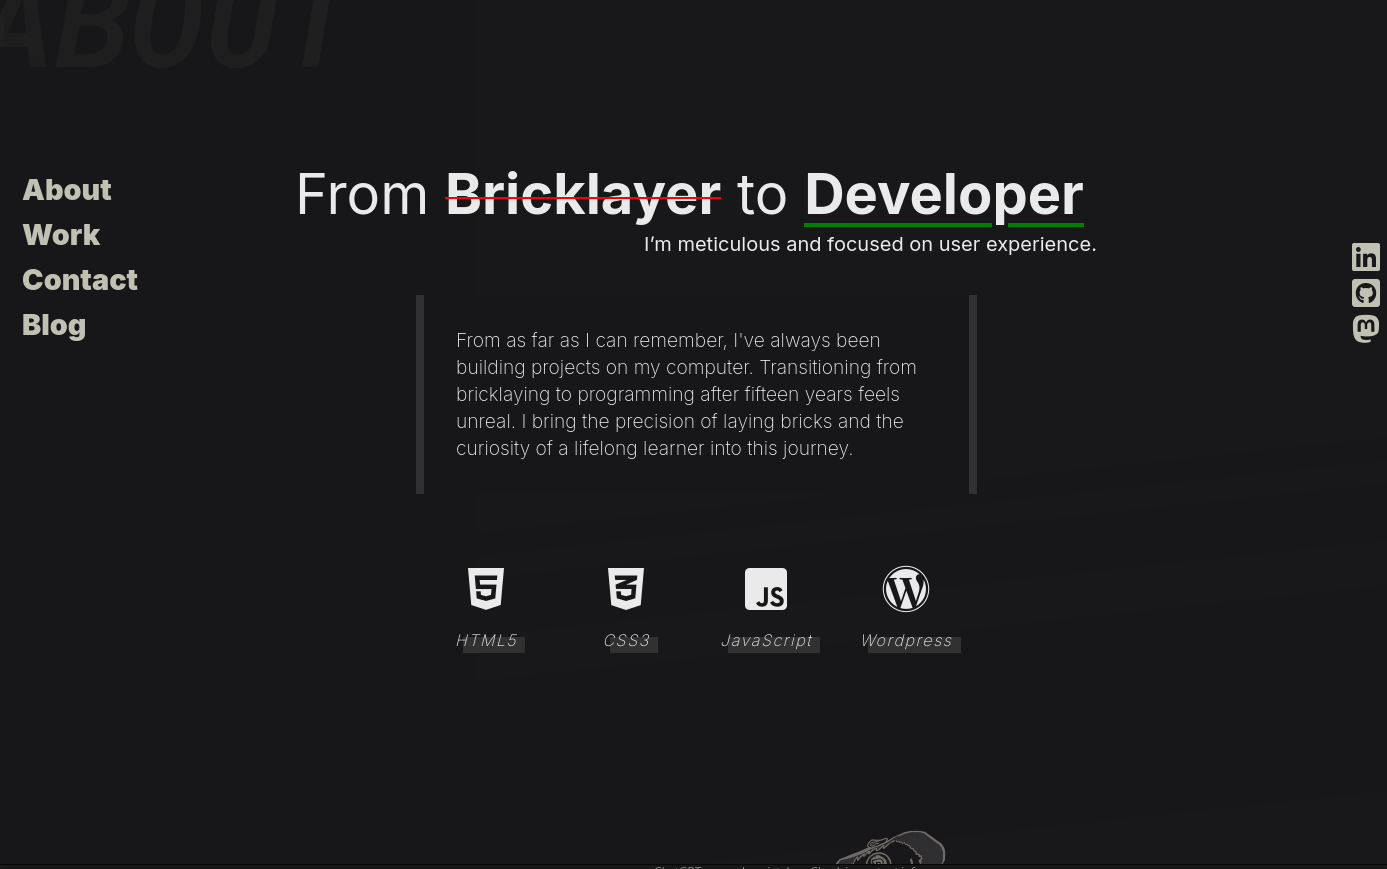 ABOUT
About
Work
Contact
Blog
From Bricklayer to Developer
I’m meticulous and focused on user experience.
in
From as far as I can remember, I've always been
building projects on my computer. Transitioning from
bricklaying to programming after fifteen years feels
unreal. I bring the precision of laying bricks and the
curiosity of a lifelong learner into this journey.
JS
HTML5
CSS3
JavaScript
Wordpress